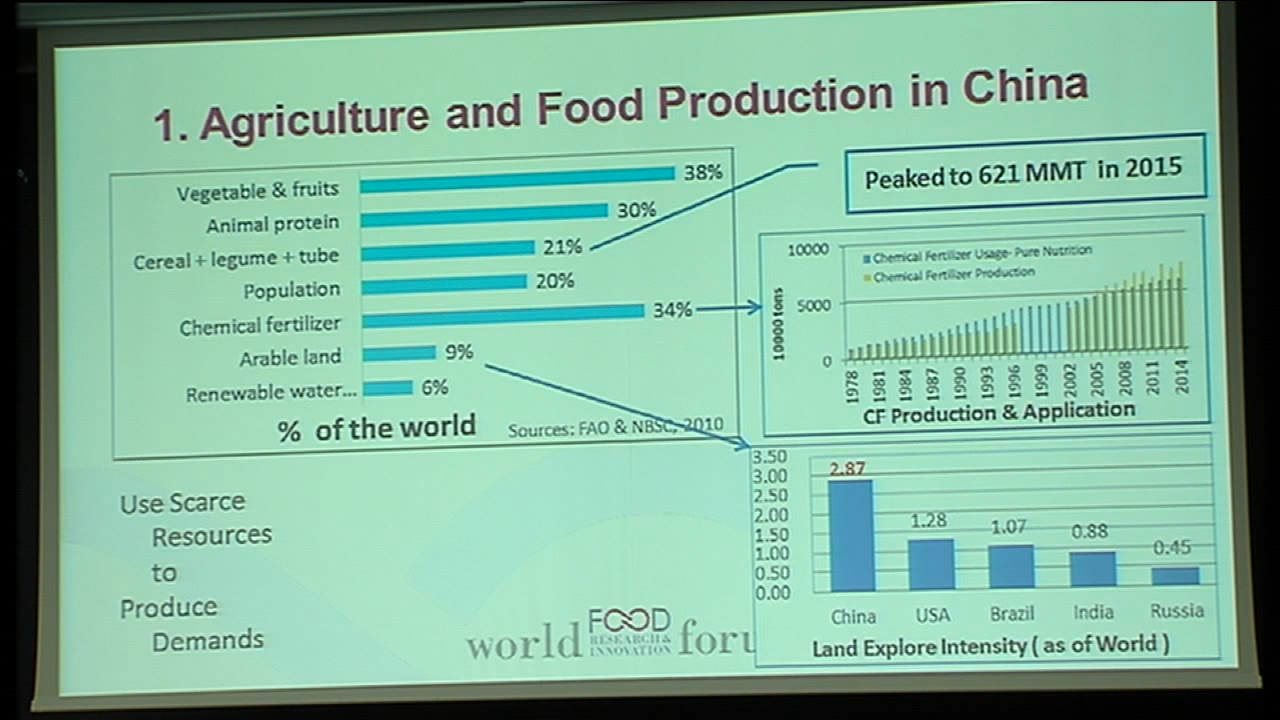 1. Agriculture and Food Production in China
Vegetable & fruits 38%
Animal protein 30%
Cereal + legume + tube 21%
Population 20%
Chemical fertilizer 34%
Arable land 9%
Renewable water... 6%
% of the world
Sources: FAO & NBSC, 2010
Peaked to 621 MMT in 2015
10000
5000
0
10000 tons
Chemical Fertilizer Usage- Pure Nutrition
Chemical Fertilizer Production
1978 1981 1984 1987 1990 1993 1996 1999 2002 2005 2008 2011 2014
CF Production & Application
3.50
3.00
2.50
2.00
1.50
1.00
0.50
0.00
2.87 1.28 1.07 0.88 0.45
China USA Brazil India Russia
Land Explore Intensity ( as of World )
Use Scarce
Resources
to
Produce
Demands
world FOOD foru
RESEARCH &
INNOVATION